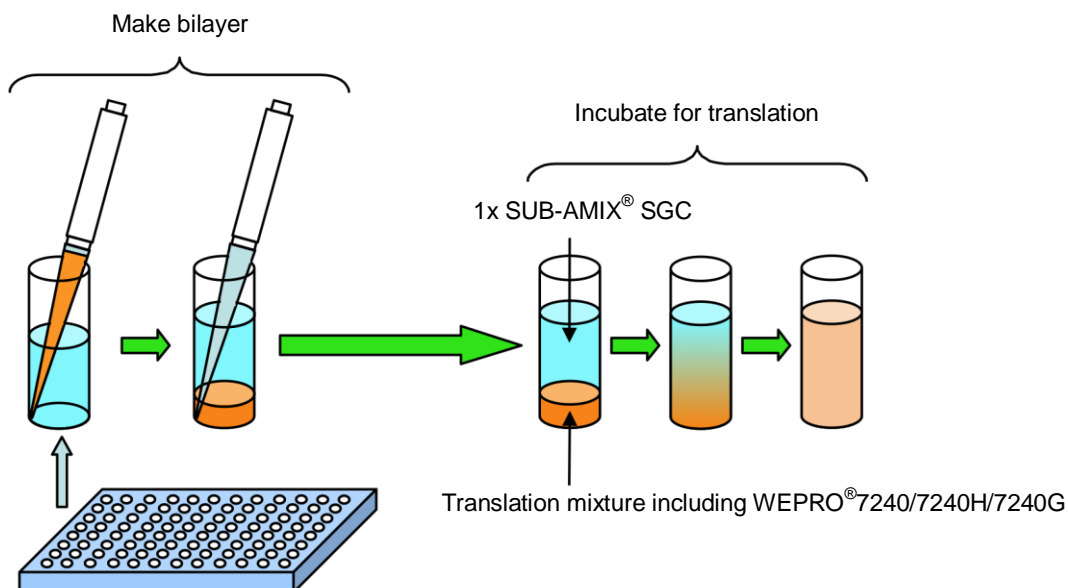 Make bilayer
Incubate for translation
1x SUB-AMIX® SGC
Translation mixture including WEPRO®7240/7240H/7240G